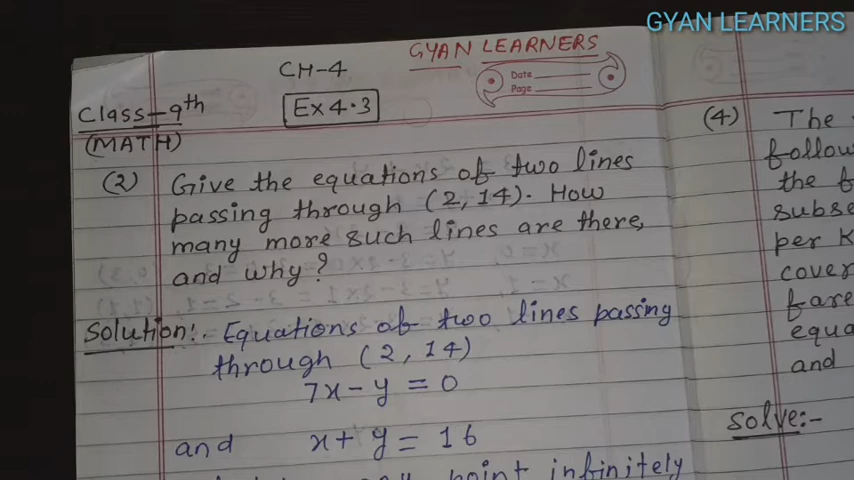 GYAN LEARNERS
GYAN LEARNERS
CH-4
Date
Page
Class-9th
Ex 4.3
(MATH)
(2) Give the equations of two lines
passing through (2,14). How
many more such lines are there,
and why?
Solution:- Equations of two lines passing
through (2, 14)
7x - y = 0
and x + y = 16
point infinitely
(4) The
follow
the f
subse
per K
cover
fare
equa
and
Solve:-